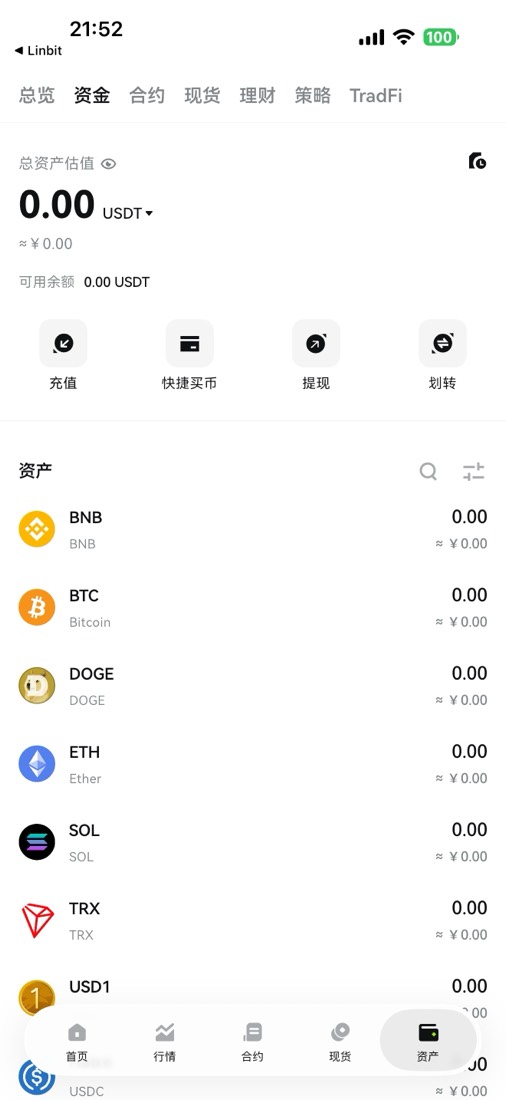 21:52
100
◀ Linbit
总览 资金 合约 现货 理财 策略 TradFi
总资产估值
0.00 USDT
≈ ¥ 0.00
可用余额 0.00 USDT
充值 快捷买币 提现 划转
资产
BNB 0.00
BNB ≈ ¥ 0.00
BTC 0.00
Bitcoin ≈ ¥ 0.00
DOGE 0.00
DOGE ≈ ¥ 0.00
ETH 0.00
Ether ≈ ¥ 0.00
SOL 0.00
SOL ≈ ¥ 0.00
TRX 0.00
TRX ≈ ¥ 0.00
USD1 0.00
首页 行情 合约 现货 资产
USDC ≈ ¥ 0.00